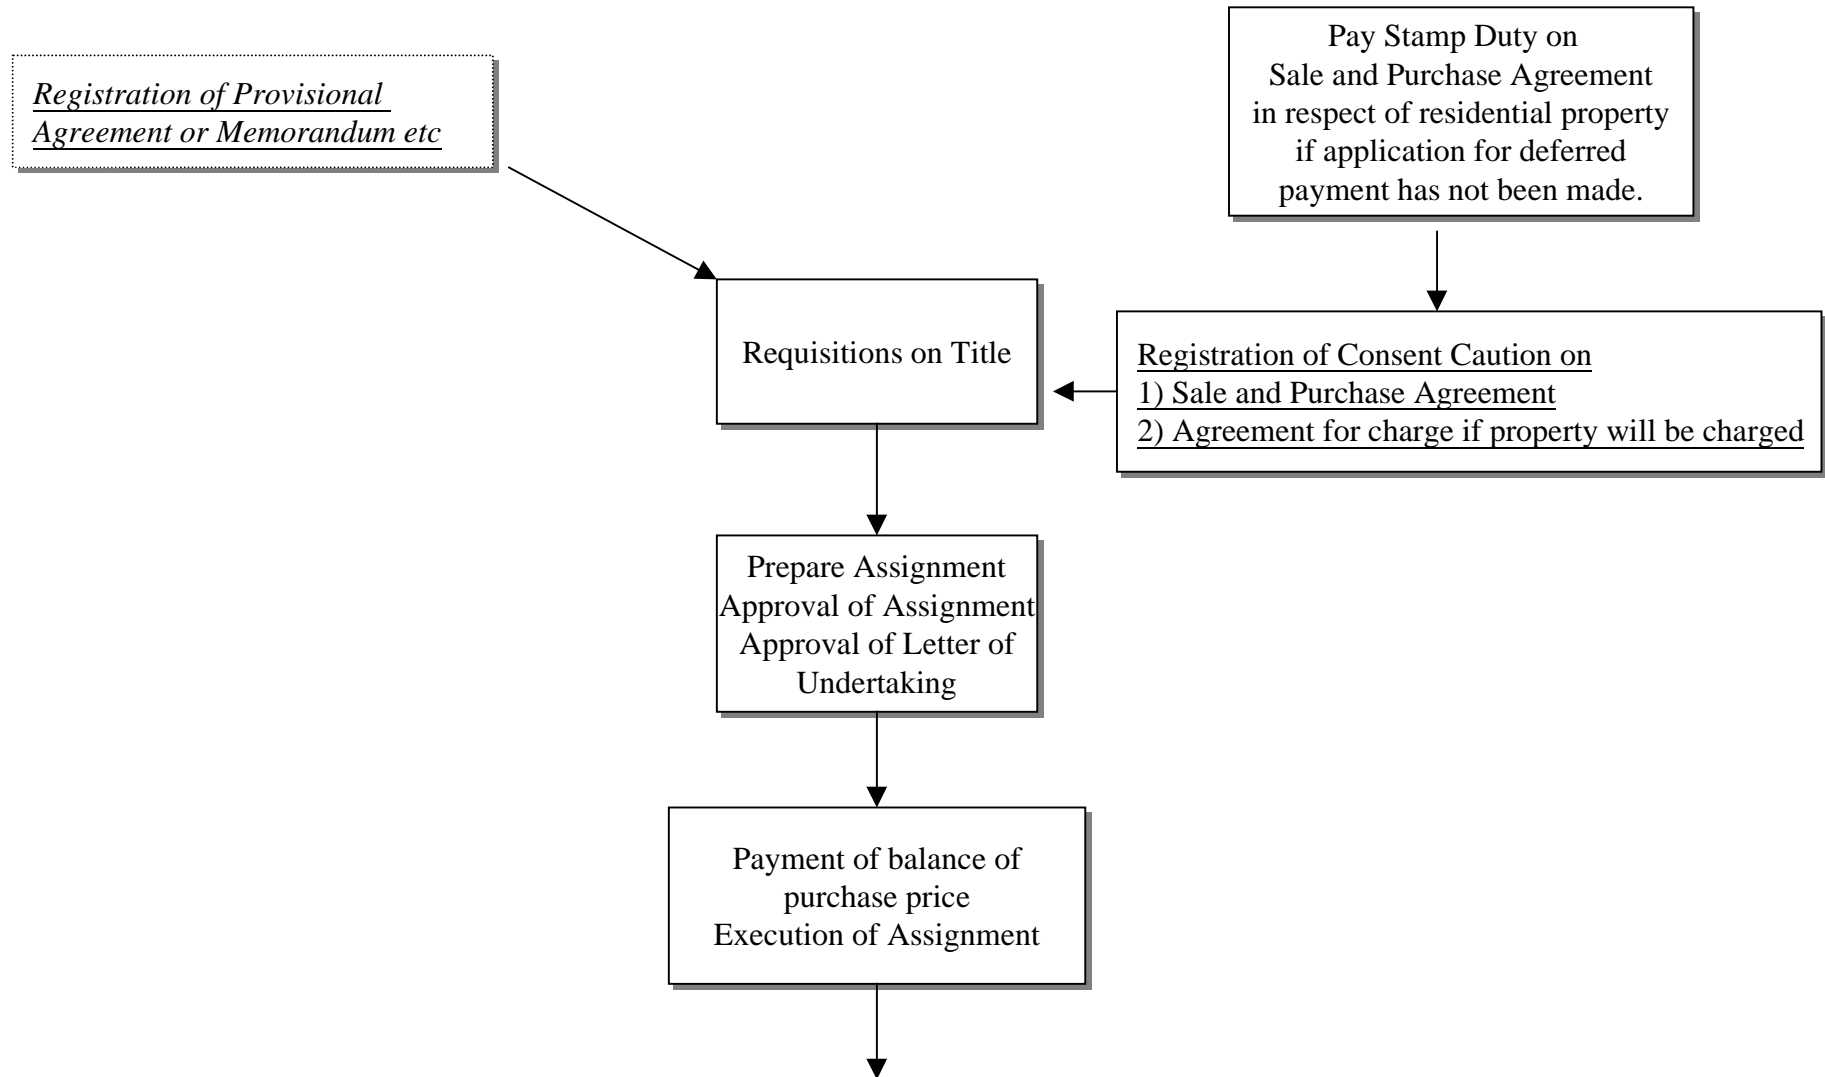 Registration of Provisional
Agreement or Memorandum etc
Pay Stamp Duty on
Sale and Purchase Agreement
in respect of residential property
if application for deferred
payment has not been made.
Requisitions on Title
Registration of Consent Caution on
1) Sale and Purchase Agreement
2) Agreement for charge if property will be charged
Prepare Assignment
Approval of Assignment
Approval of Letter of
Undertaking
Payment of balance of
purchase price
Execution of Assignment